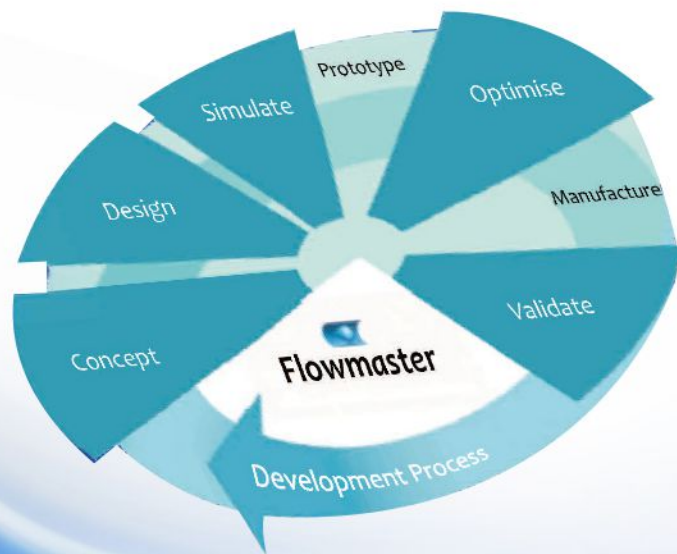 Prototype
Simulate
Optimise
Design
Manufacture
Concept
Validate
Flowmaster
Development Process